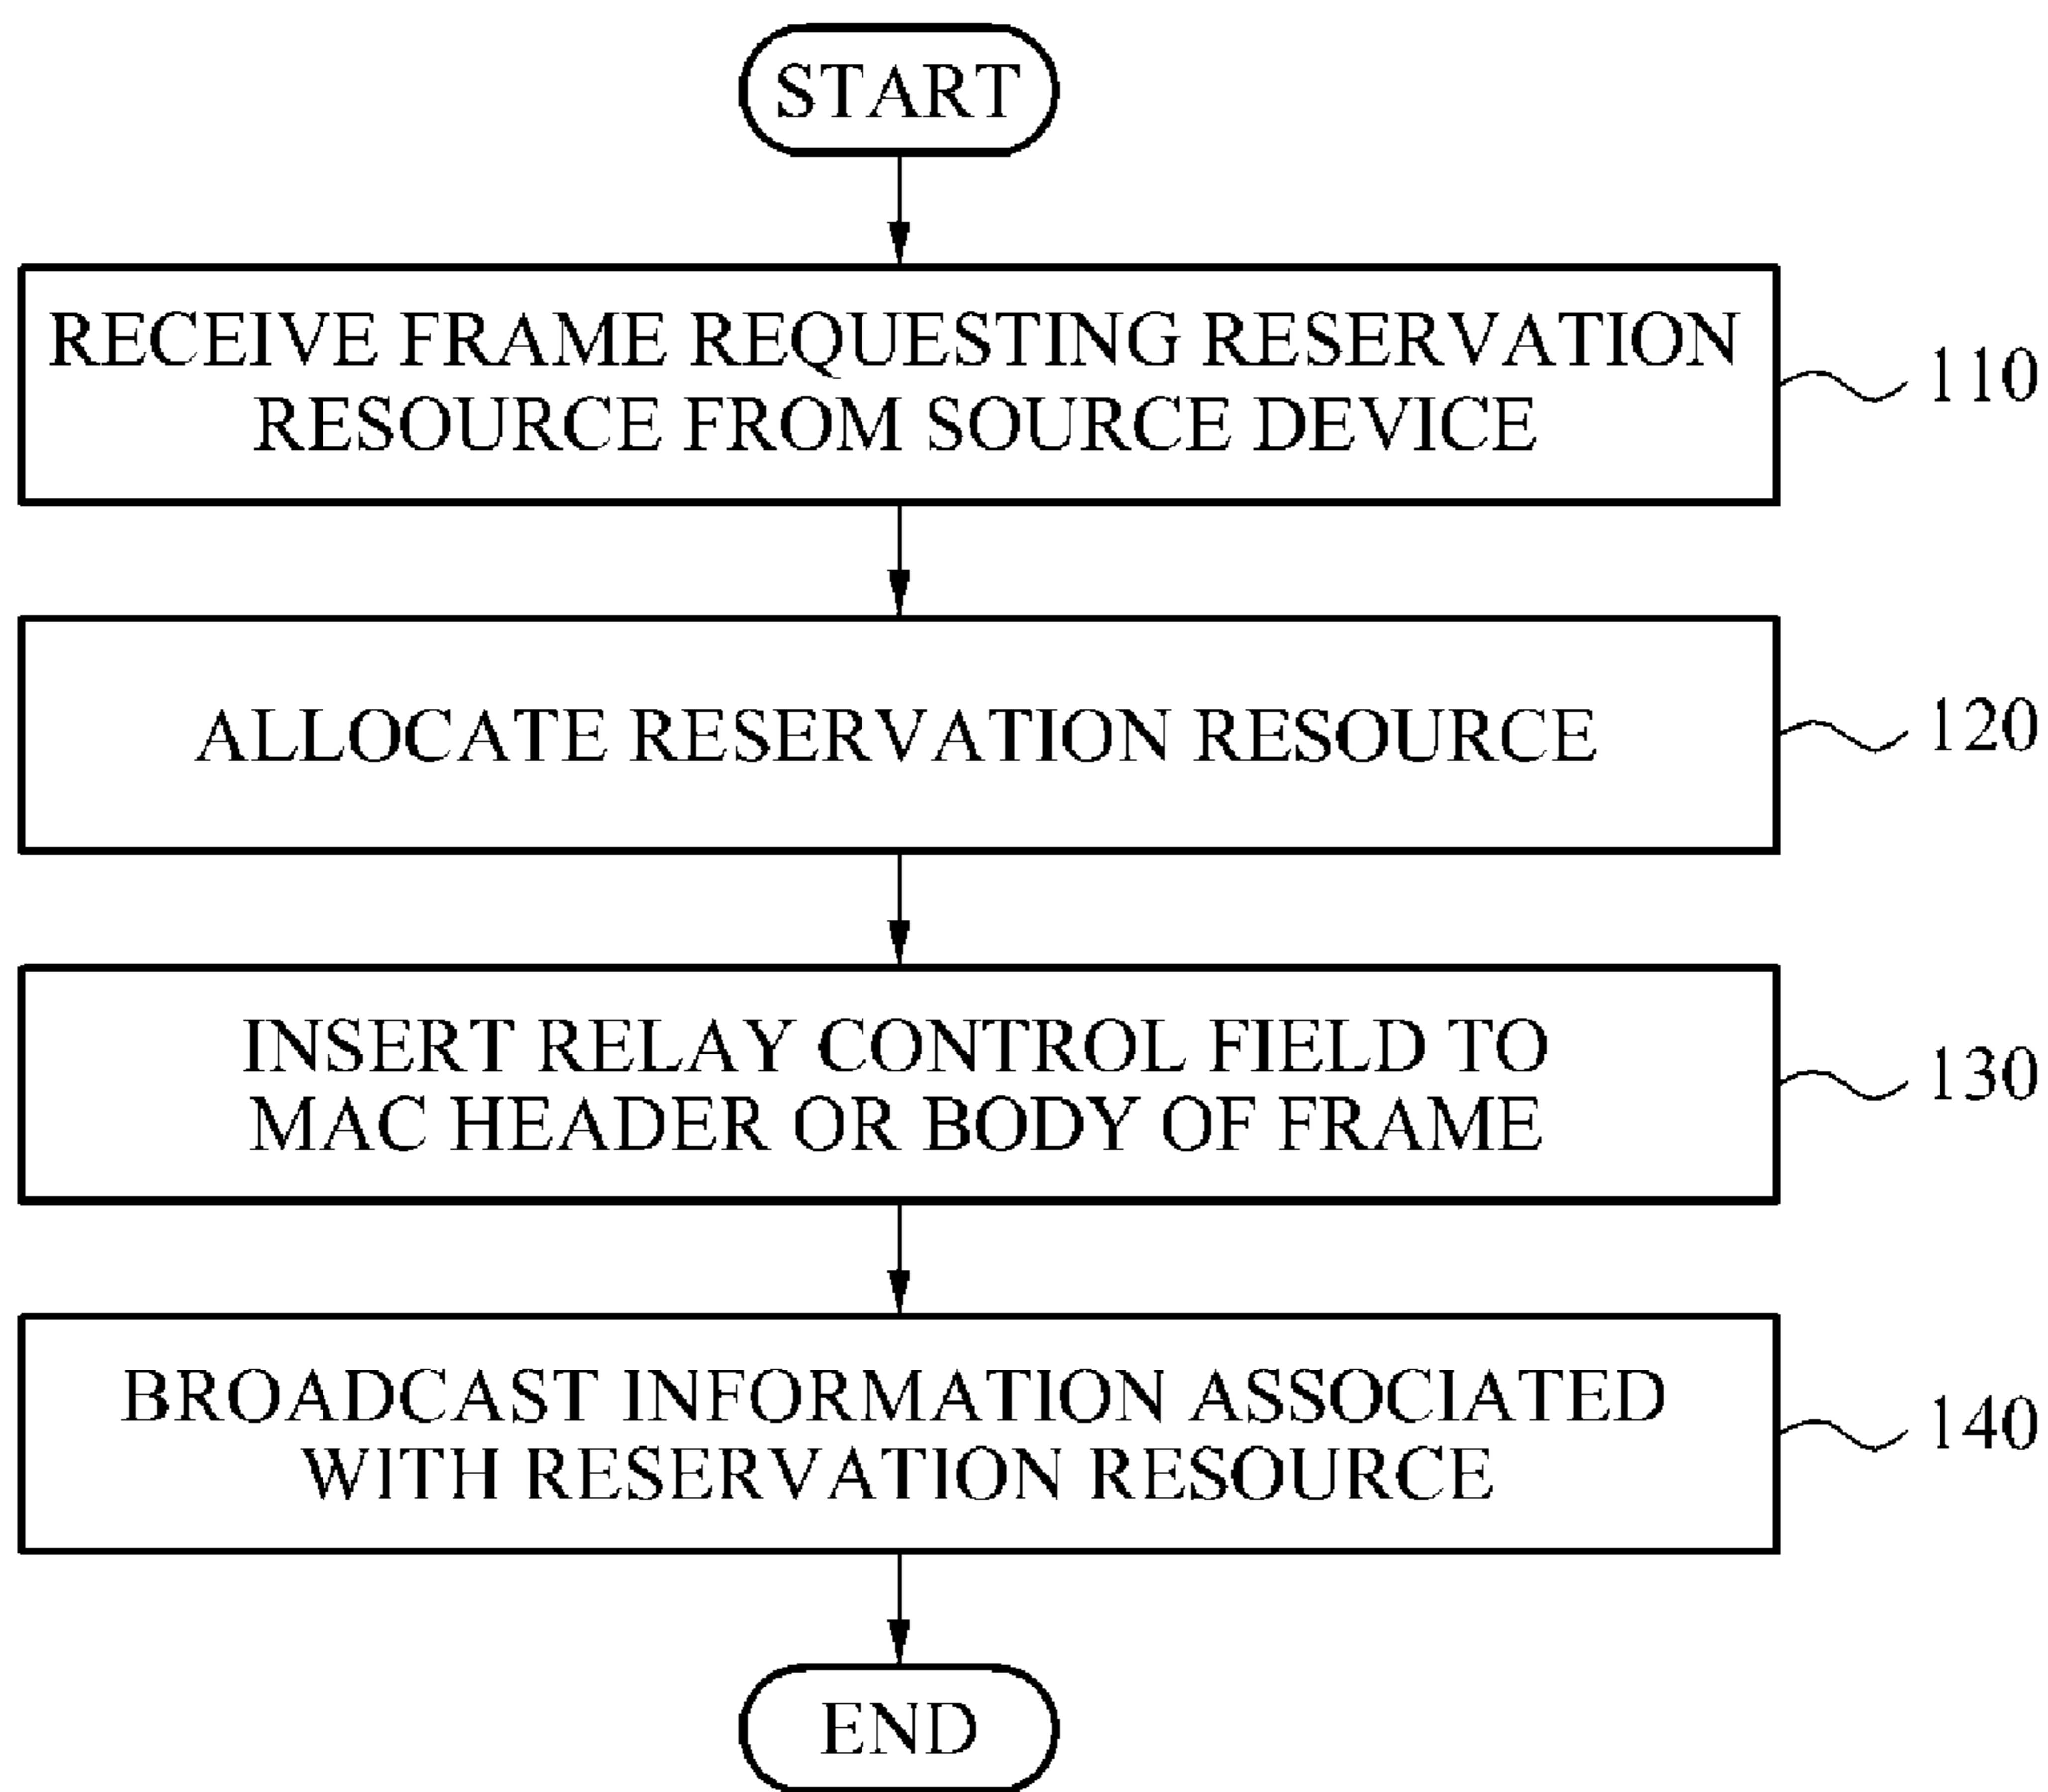 START
RECEIVE FRAME REQUESTING RESERVATION
RESOURCE FROM SOURCE DEVICE
110
ALLOCATE RESERVATION RESOURCE
120
INSERT RELAY CONTROL FIELD TO
MAC HEADER OR BODY OF FRAME
130
BROADCAST INFORMATION ASSOCIATED
WITH RESERVATION RESOURCE
140
END